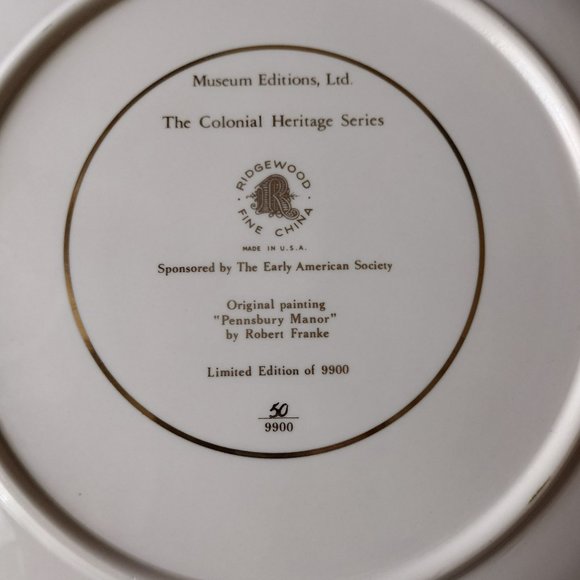 Museum Editions, Ltd.
The Colonial Heritage Series
· RIDGEWOOD ·
R
FINE CHINA
MADE IN U.S.A.
Sponsored by The Early American Society
Original painting
"Pennsbury Manor"
by Robert Franke
Limited Edition of 9900
50
9900